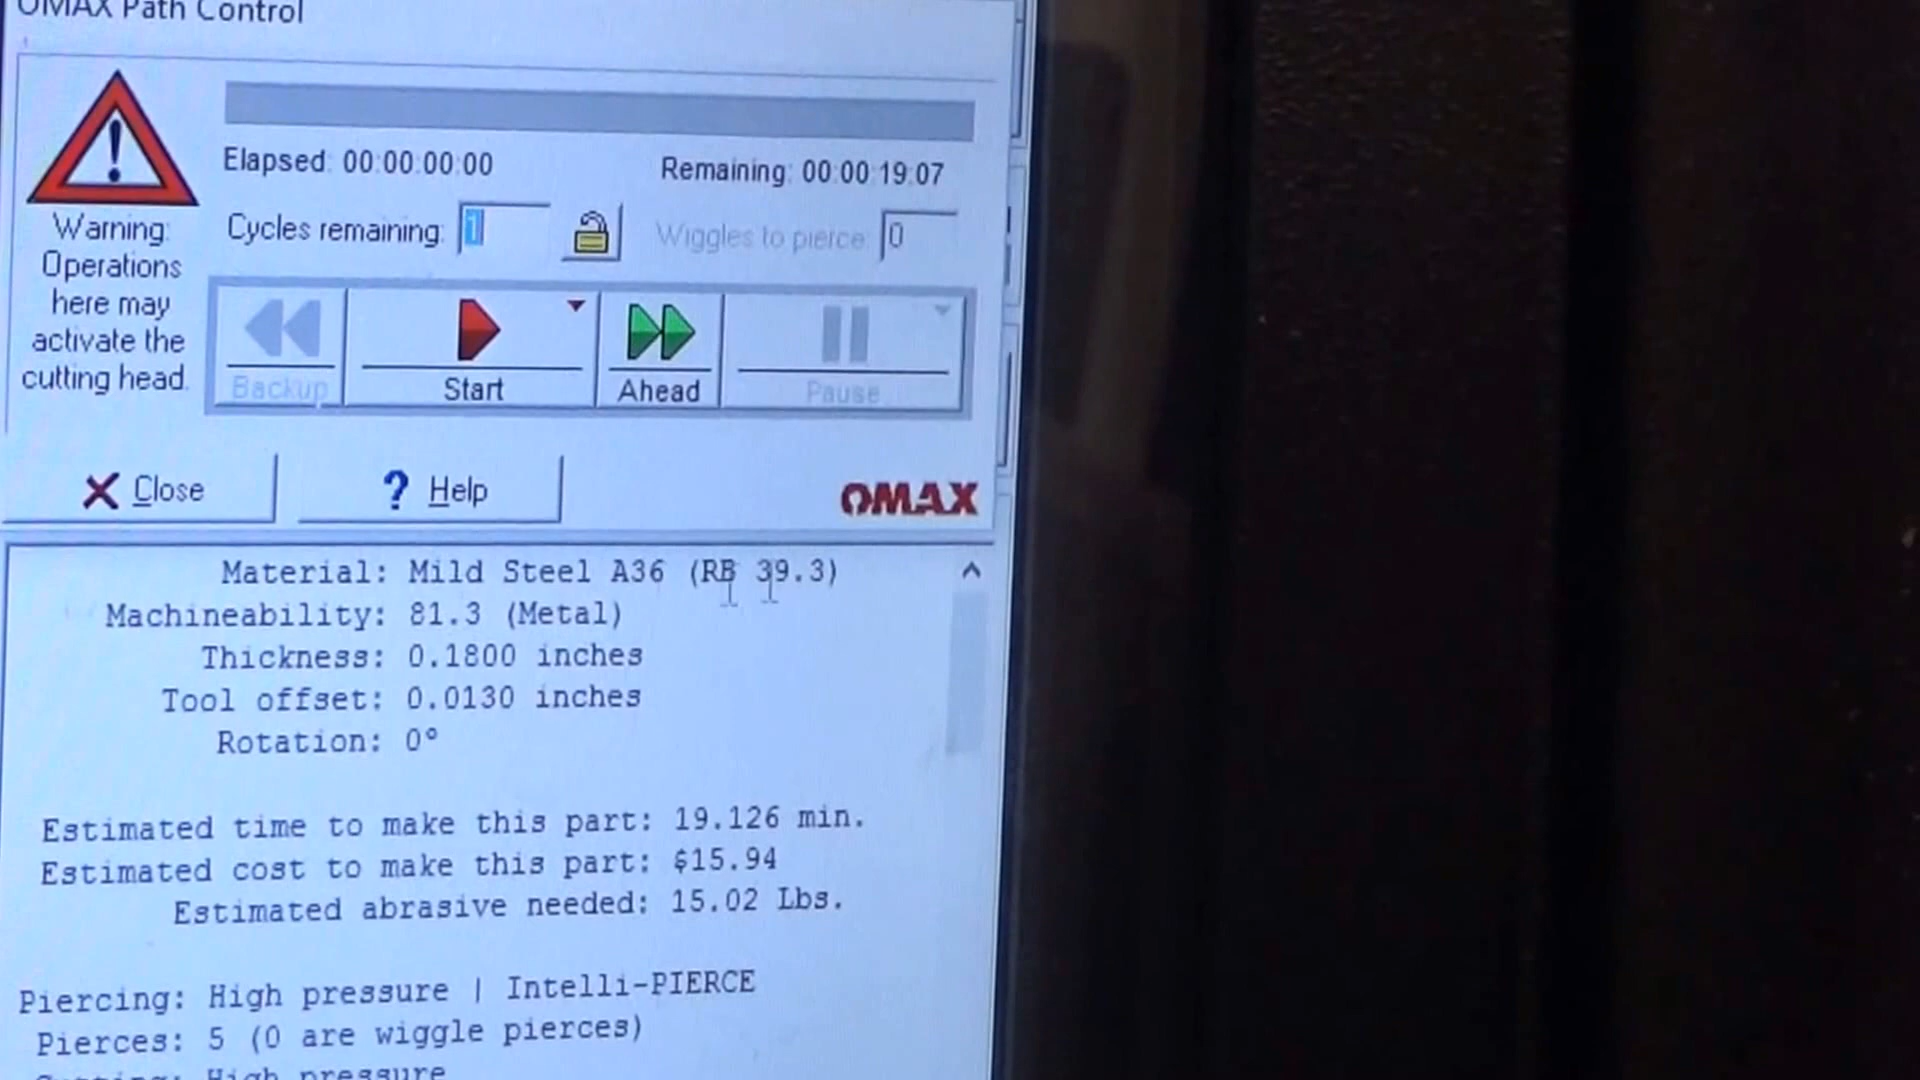 OMAX Path Control
Elapsed: 00:00:00:00
Remaining: 00:00:19:07
Cycles remaining: 1
Wiggles to pierce: 0
Warning:
Operations
here may
activate the
cutting head.
Backup
Start
Ahead
Pause
Close
Help
OMAX
Material: Mild Steel A36 (RB 39.3)
Machineability: 81.3 (Metal)
Thickness: 0.1800 inches
Tool offset: 0.0130 inches
Rotation: 0°
Estimated time to make this part: 19.126 min.
Estimated cost to make this part: $15.94
Estimated abrasive needed: 15.02 Lbs.
Piercing: High pressure | Intelli-PIERCE
Pierces: 5 (0 are wiggle pierces)
Cutting: High pressure